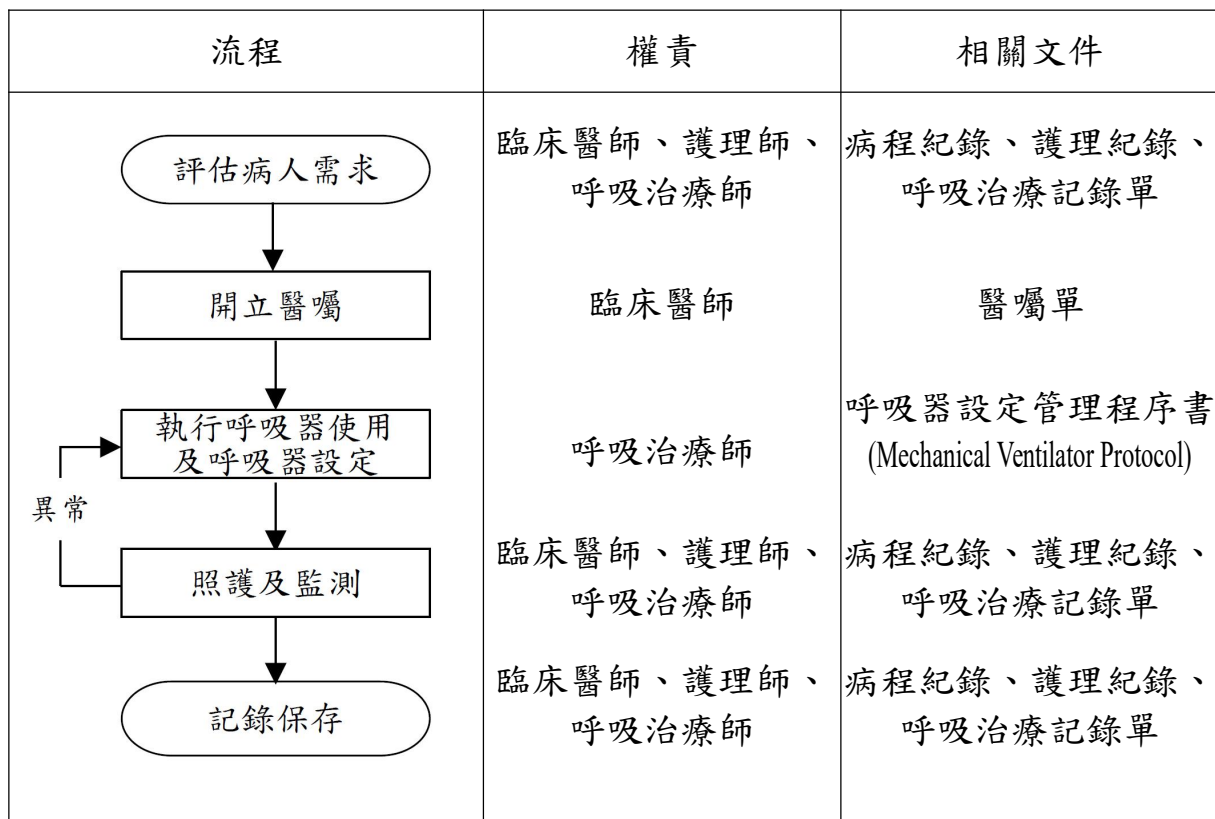 流程
權責
相關文件
評估病人需求
臨床醫師、護理師、
呼吸治療師
病程紀錄、護理紀錄、
呼吸治療記錄單
開立醫囑
臨床醫師
醫囑單
執行呼吸器使用
及呼吸器設定
呼吸治療師
呼吸器設定管理程序書
(Mechanical Ventilator Protocol)
異常
照護及監測
臨床醫師、護理師、
呼吸治療師
病程紀錄、護理紀錄、
呼吸治療記錄單
記錄保存
臨床醫師、護理師、
呼吸治療師
病程紀錄、護理紀錄、
呼吸治療記錄單